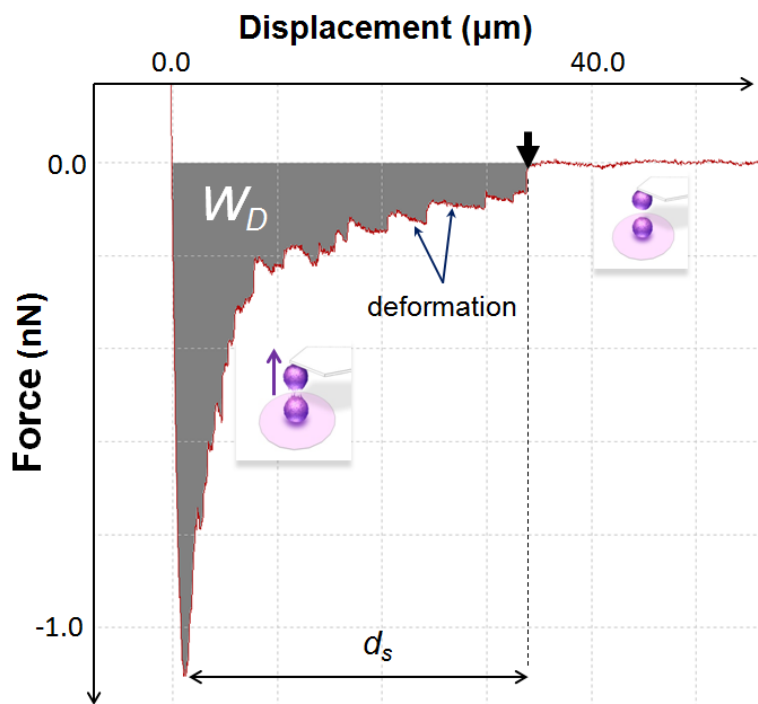 Displacement (µm)
0.0
40.0
0.0
W_D
deformation
Force (nN)
-1.0
d_s